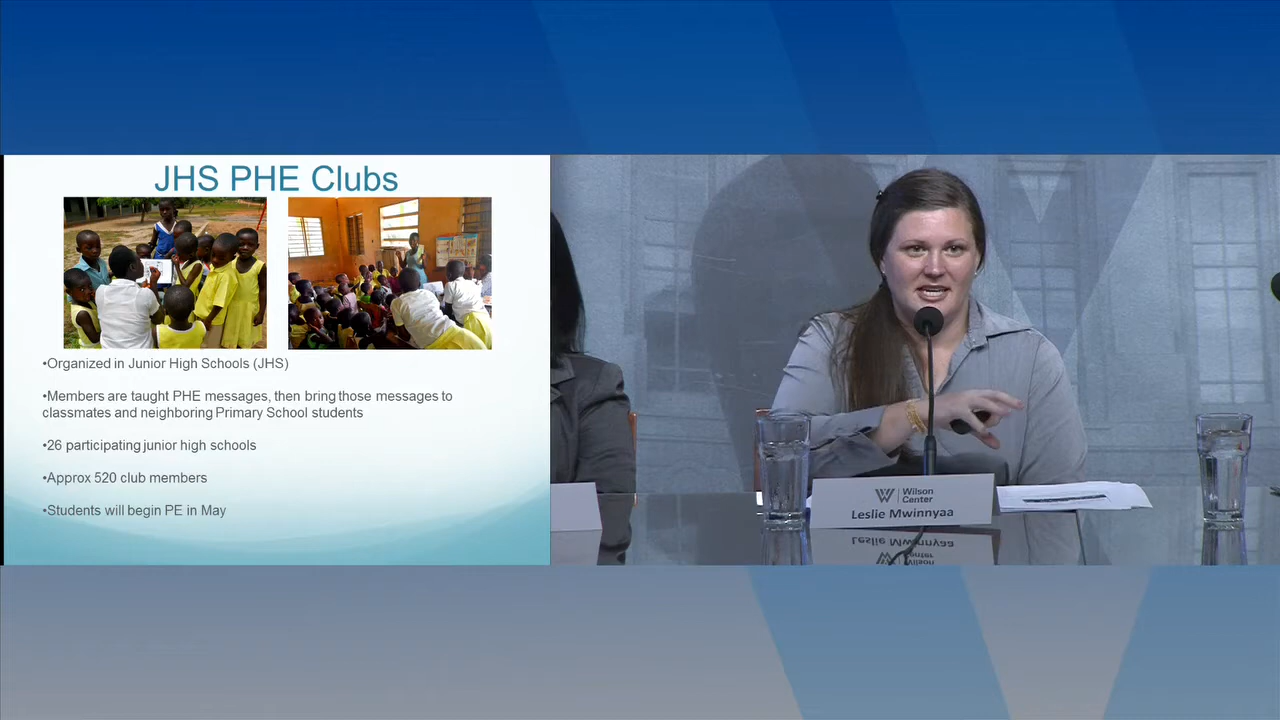 JHS PHE Clubs
•Organized in Junior High Schools (JHS)
•Members are taught PHE messages, then bring those messages to
classmates and neighboring Primary School students
•26 participating junior high schools
•Approx 520 club members
•Students will begin PE in May
Wilson
Center
Leslie Mwinnyaa